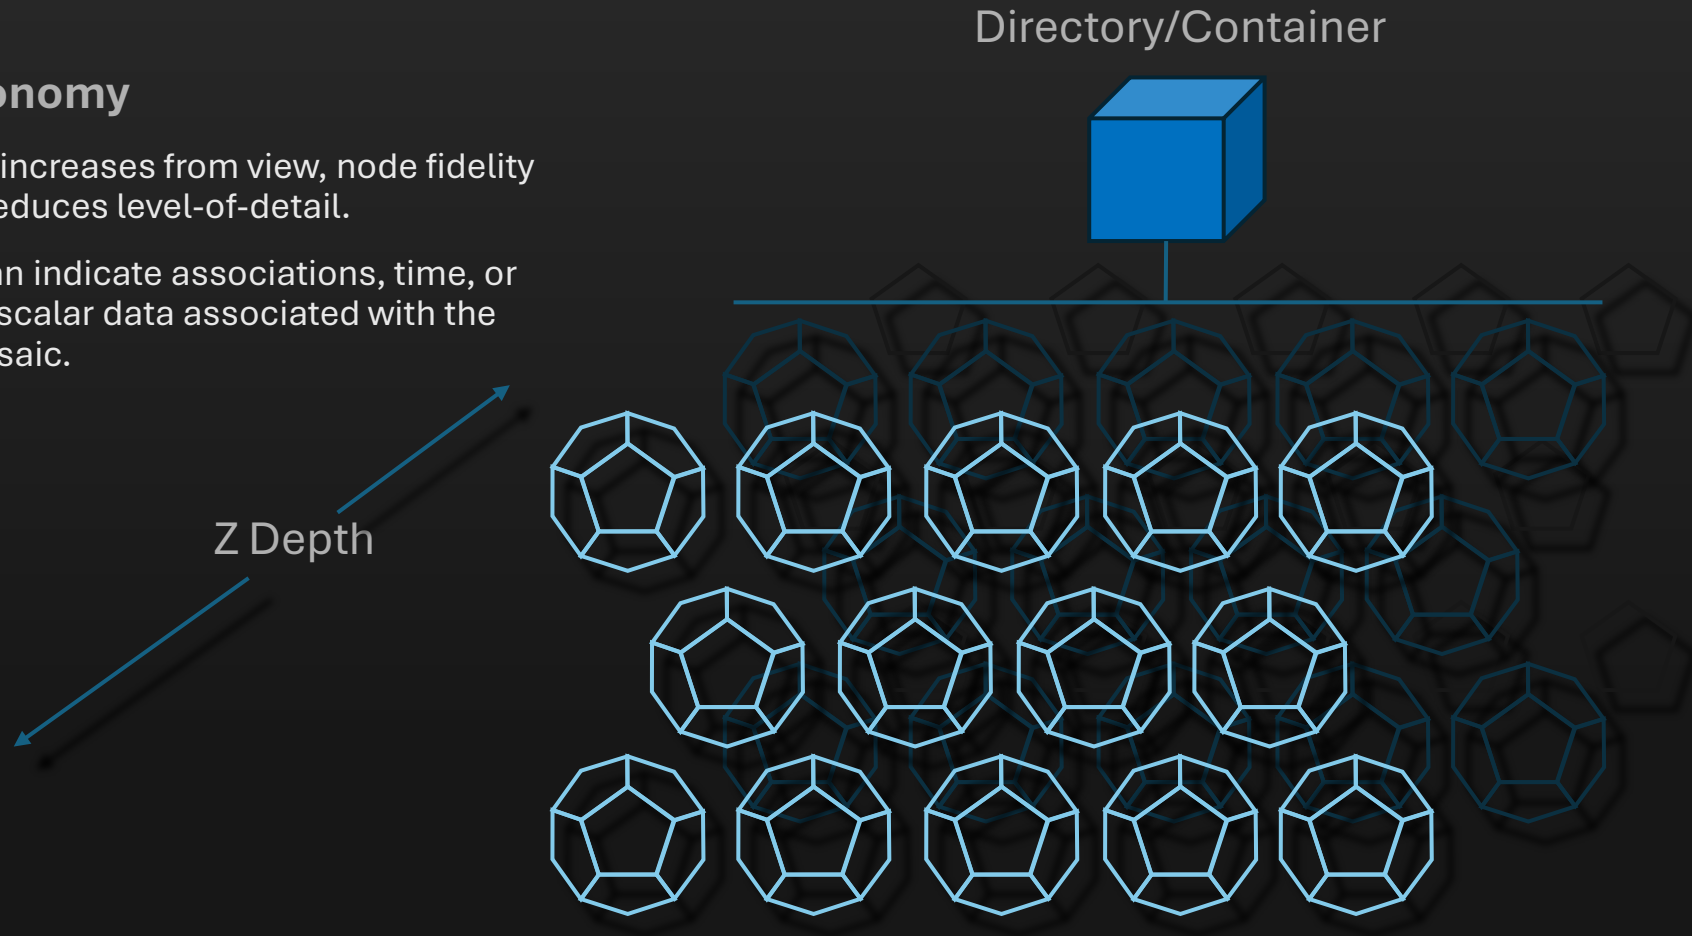 Directory/Container
onomy
increases from view, node fidelity
educes level-of-detail.
an indicate associations, time, or
scalar data associated with the
saic.
Z Depth